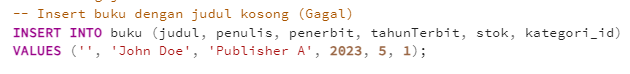 -- Insert buku dengan judul kosong (Gagal)
INSERT INTO buku (judul, penulis, penerbit, tahunTerbit, stok, kategori_id)
VALUES ('', 'John Doe', 'Publisher A', 2023, 5, 1);